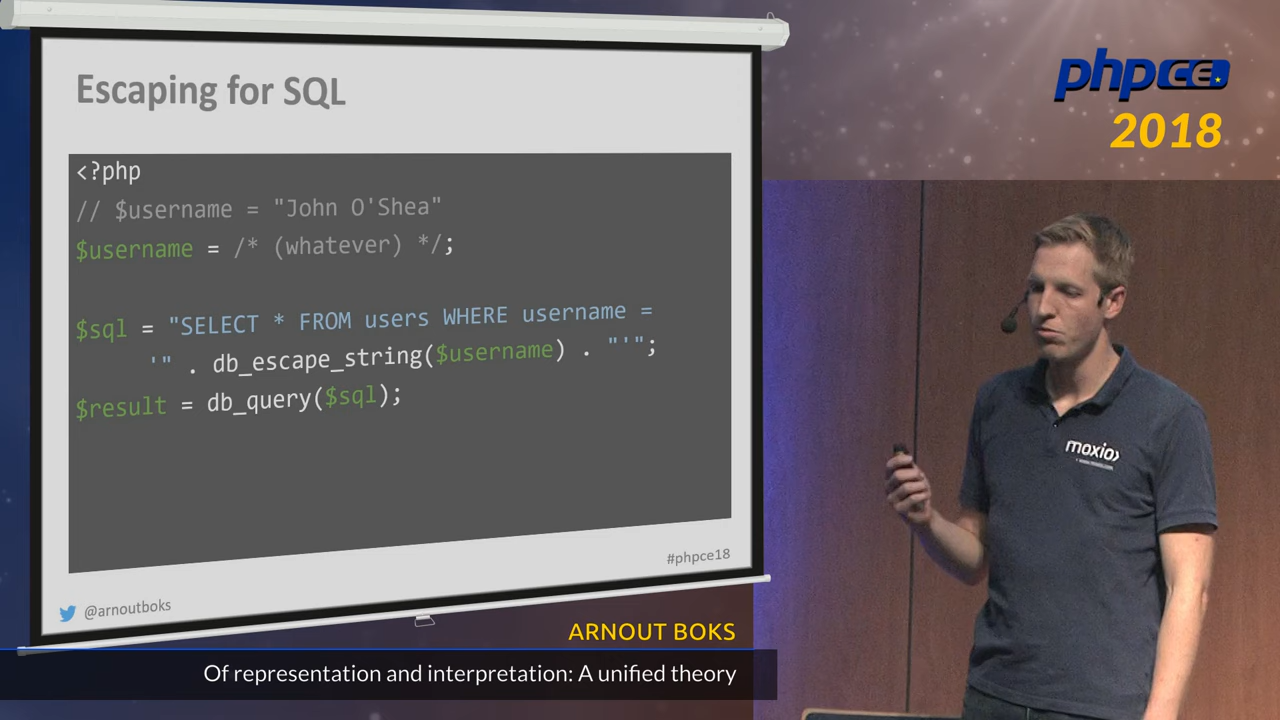 Escaping for SQL
<?php
// $username = "John O'Shea"
$username = /* (whatever) */;
$sql = "SELECT * FROM users WHERE username =
'" . db_escape_string($username) . "'";
$result = db_query($sql);
#phpce18
@arnoutboks
phpce
2018
moxio
ARNOUT BOKS
Of representation and interpretation: A unified theory